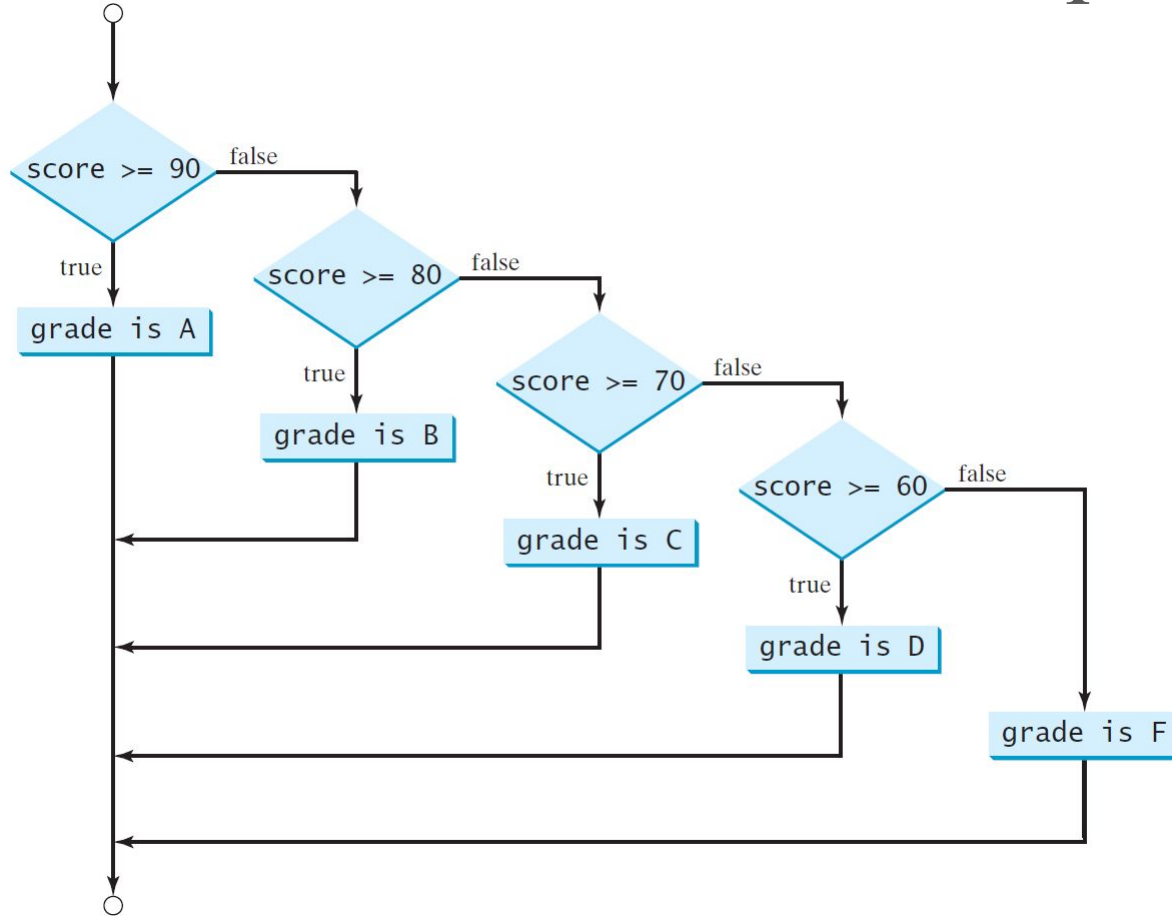 score >= 90
false
true
grade is A
score >= 80
false
true
grade is B
score >= 70
false
true
grade is C
score >= 60
false
true
grade is D
grade is F